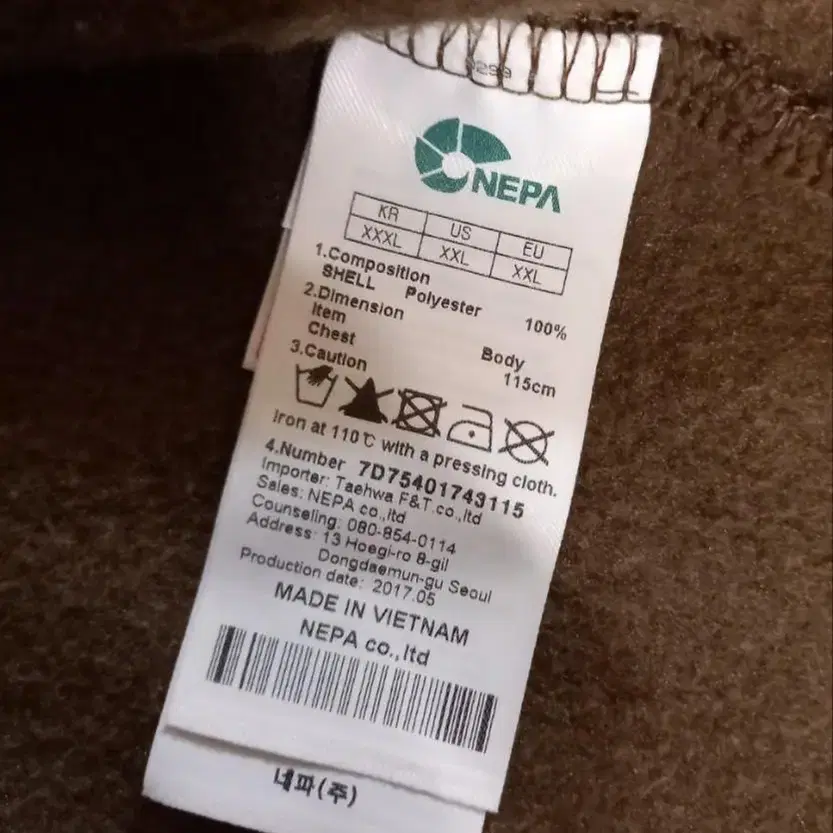 NEPA
KR US EU
XXXL XXL XXL
1.Composition
SHELL Polyester 100%
2.Dimension
Item Body
Chest 115cm
3.Caution
Iron at 110℃ with a pressing cloth.
4.Number 7D75401743115
Importer: Taehwa F&T.co.,ltd
Sales: NEPA co.,ltd
Counseling: 080-854-0114
Address: 13 Hoegi-ro 8-gil
Dongdaemun-gu Seoul
Production date: 2017.05
MADE IN VIETNAM
NEPA co.,ltd
네파(주)